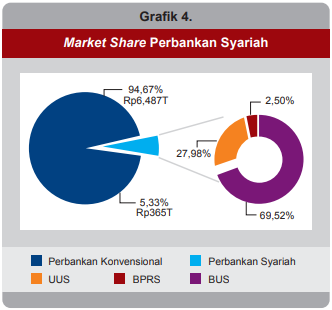 Grafik 4.
Market Share Perbankan Syariah
94,67%
Rp6,487T
2,50%
27,98%
5,33%
Rp365T
69,52%
Perbankan Konvensional
Perbankan Syariah
UUS
BPRS
BUS